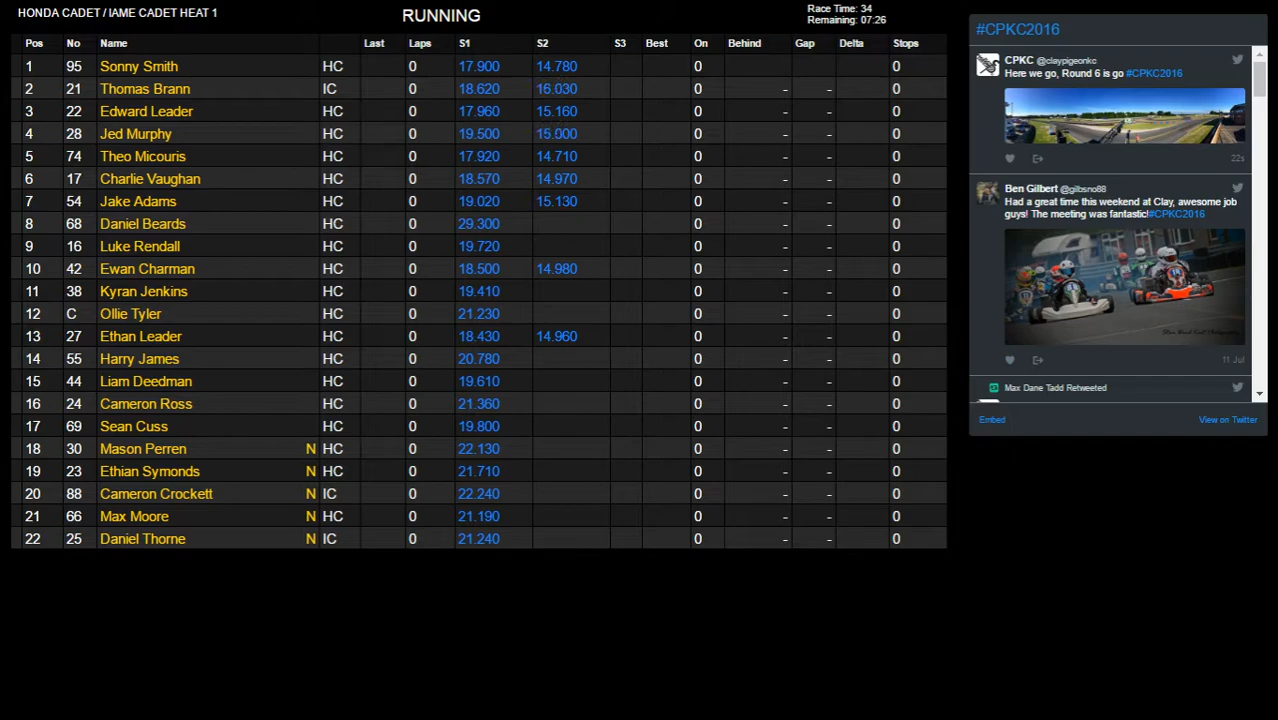 HONDA CADET / IAME CADET HEAT 1
RUNNING
Race Time: 34
Remaining: 07:26
Pos No Name Last Laps S1 S2 S3 Best On Behind Gap Delta Stops
1 95 Sonny Smith HC 0 17.900 14.780 0 0
2 21 Thomas Brann IC 0 18.620 16.030 0 - - 0
3 22 Edward Leader HC 0 17.960 15.160 0 - - 0
4 28 Jed Murphy HC 0 19.500 15.000 0 - - 0
5 74 Theo Micouris HC 0 17.920 14.710 0 - - 0
6 17 Charlie Vaughan HC 0 18.570 14.970 0 - - 0
7 54 Jake Adams HC 0 19.020 15.130 0 - - 0
8 68 Daniel Beards HC 0 29.300 0 - - 0
9 16 Luke Rendall HC 0 19.720 0 - - 0
10 42 Ewan Charman HC 0 18.500 14.980 0 - - 0
11 38 Kyran Jenkins HC 0 19.410 0 - - 0
12 C Ollie Tyler HC 0 21.230 0 - - 0
13 27 Ethan Leader HC 0 18.430 14.960 0 - - 0
14 55 Harry James HC 0 20.780 0 - - 0
15 44 Liam Deedman HC 0 19.610 0 - - 0
16 24 Cameron Ross HC 0 21.360 0 - - 0
17 69 Sean Cuss HC 0 19.800 0 - - 0
18 30 Mason Perren N HC 0 22.130 0 - - 0
19 23 Ethian Symonds N HC 0 21.710 0 - - 0
20 88 Cameron Crockett N IC 0 22.240 0 - - 0
21 66 Max Moore N HC 0 21.190 0 - - 0
22 25 Daniel Thorne N IC 0 21.240 0 - - 0
#CPKC2016
CPKC @claypigeonkc
Here we go, Round 6 is go #CPKC2016
22s
Ben Gilbert @gilbsno88
Had a great time this weekend at Clay, awesome job
guys! The meeting was fantastic!#CPKC2016
11 Jul
Max Dane Tadd Retweeted
Embed
View on Twitter